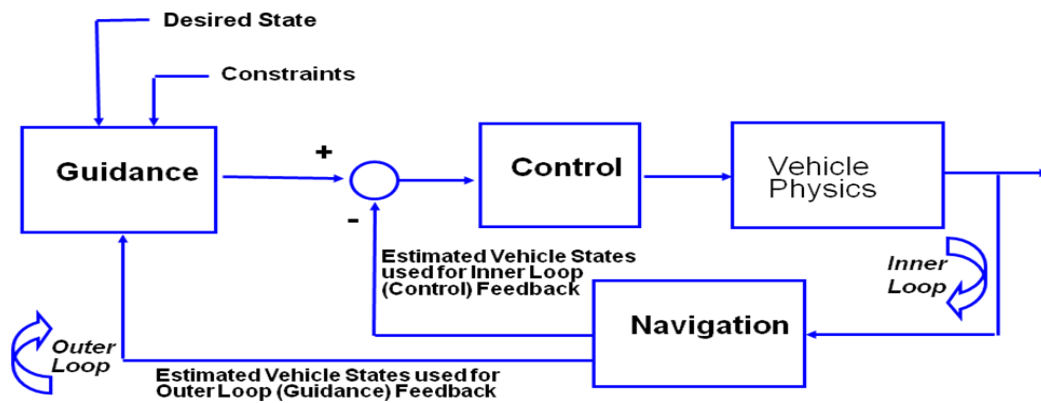 Desired State
Constraints
Guidance
+
-
Control
Vehicle
Physics
Estimated Vehicle States
used for Inner Loop
(Control) Feedback
Inner
Loop
Navigation
Outer
Loop
Estimated Vehicle States used for
Outer Loop (Guidance) Feedback